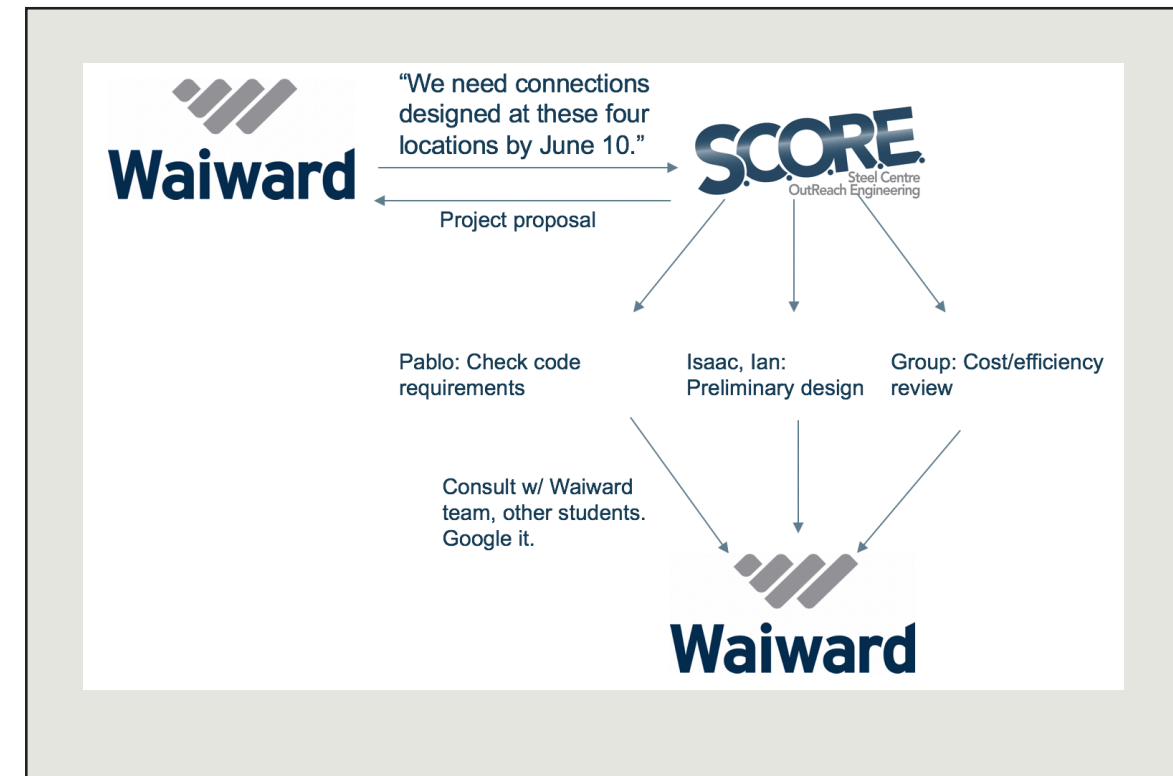 Waiward
“We need connections
designed at these four
locations by June 10.”
S.C.O.R.E.
Steel Centre
OutReach Engineering
Project proposal
Pablo: Check code
requirements
Isaac, Ian:
Preliminary design
Group: Cost/efficiency
review
Consult w/ Waiward
team, other students.
Google it.
Waiward